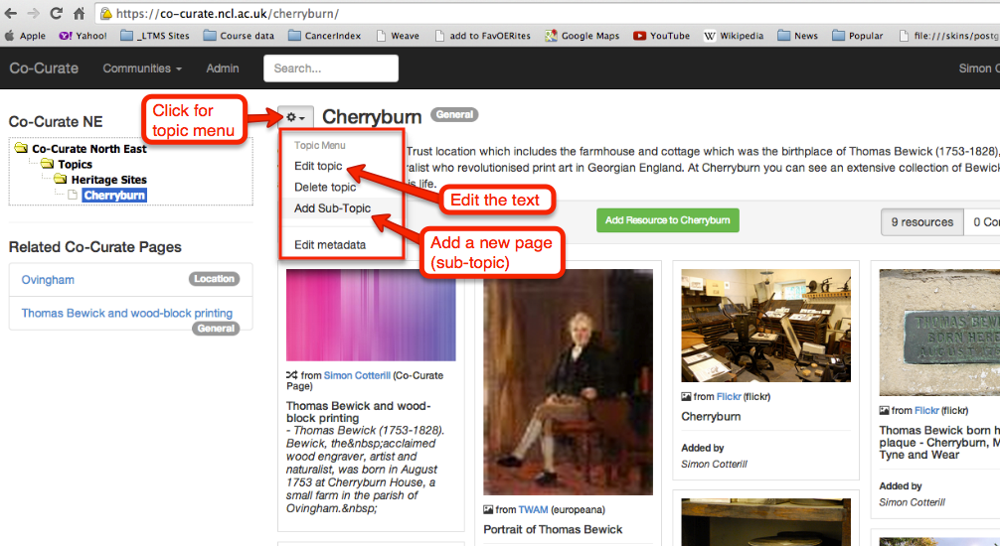 https://co-curate.ncl.ac.uk/cherryburn/
Apple Yahoo! _LTMS Sites Course data CancerIndex Weave add to FavOERites Google Maps YouTube Wikipedia News Popular file:///skins/postg
Co-Curate Communities Admin Search... Simon C
Click for
topic menu
Co-Curate NE
Co-Curate North East
Topics
Heritage Sites
Cherryburn
Related Co-Curate Pages
Ovingham Location
Thomas Bewick and wood-block printing
General
Cherryburn General
Topic Menu
Edit topic
Delete topic
Add Sub-Topic
Edit metadata
Edit the text
Add a new page
(sub-topic)
Trust location which includes the farmhouse and cottage which was the birthplace of Thomas Bewick (1753-1828),
ralist who revolutionised print art in Georgian England. At Cherryburn you can see an extensive collection of Bewick
is life.
Add Resource to Cherryburn
9 resources 0 Co
from Simon Cotterill (Co-Curate
Page)
Thomas Bewick and wood-
block printing
- Thomas Bewick (1753-1828).
Bewick, the&nbsp;acclaimed
wood engraver, artist and
naturalist, was born in August
1753 at Cherryburn House, a
small farm in the parish of
Ovingham.&nbsp;
from TWAM (europeana)
Portrait of Thomas Bewick
from Flickr (flickr)
Cherryburn
Added by
Simon Cotterill
THOMAS BEW
BORN HERE
AUGUST
from Flickr (flickr)
Thomas Bewick born h
plaque - Cherryburn, M
Tyne and Wear
Added by
Simon Cotterill